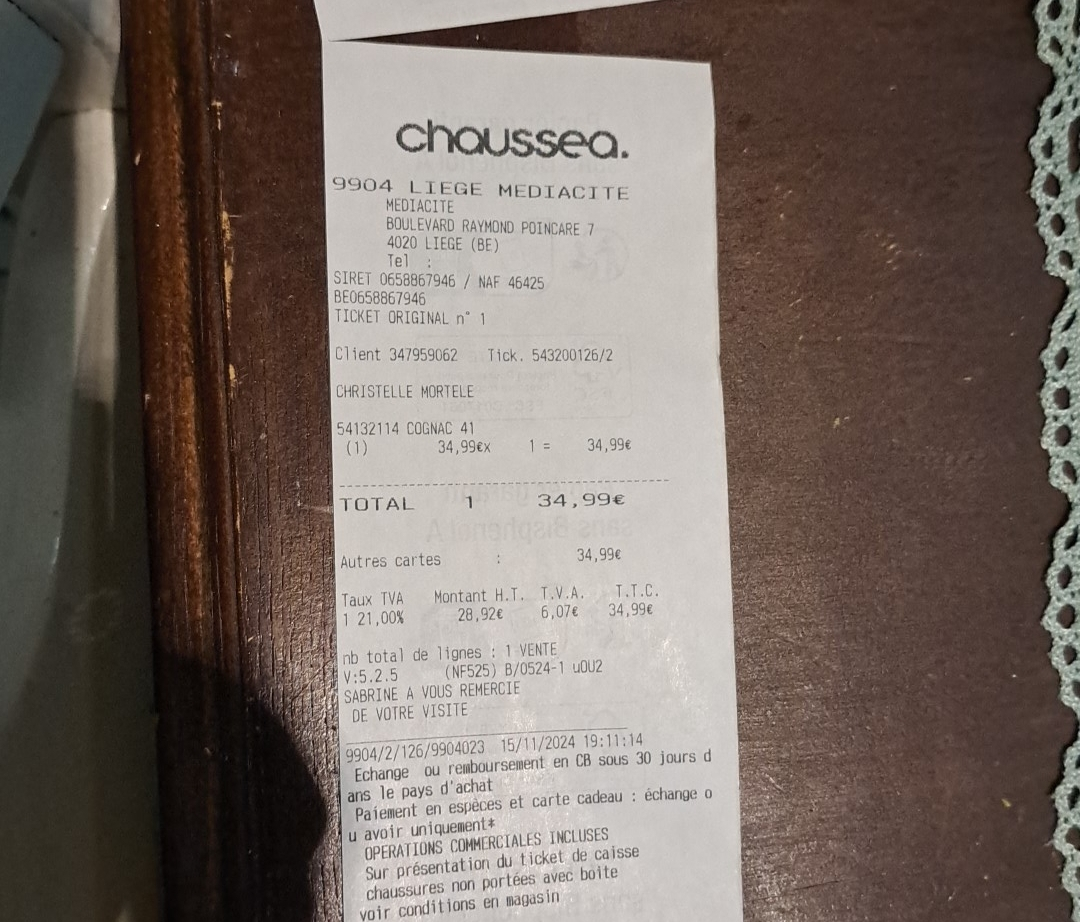 chaussea.
9904 LIEGE MEDIACITE
MEDIACITE
BOULEVARD RAYMOND POINCARE 7
4020 LIEGE (BE)
Tel :
SIRET 0658867946 / NAF 46425
BE0658867946
TICKET ORIGINAL n° 1
Client 347959062 Tick. 543200126/2
CHRISTELLE MORTELE
54132114 COGNAC 41
(1) 34,99€x 1 = 34,99€
TOTAL 1 34,99€
Autres cartes : 34,99€
Taux TVA Montant H.T. T.V.A. T.T.C.
1 21,00% 28,92€ 6,07€ 34,99€
nb total de lignes : 1 VENTE
V:5.2.5 (NF525) B/0524-1 uOU2
SABRINE A VOUS REMERCIE
DE VOTRE VISITE
9904/2/126/9904023 15/11/2024 19:11:14
Echange ou remboursement en CB sous 30 jours d
ans le pays d'achat
Paiement en espèces et carte cadeau : échange o
u avoir uniquement*
OPERATIONS COMMERCIALES INCLUSES
Sur présentation du ticket de caisse
chaussures non portées avec boite
voir conditions en magasin